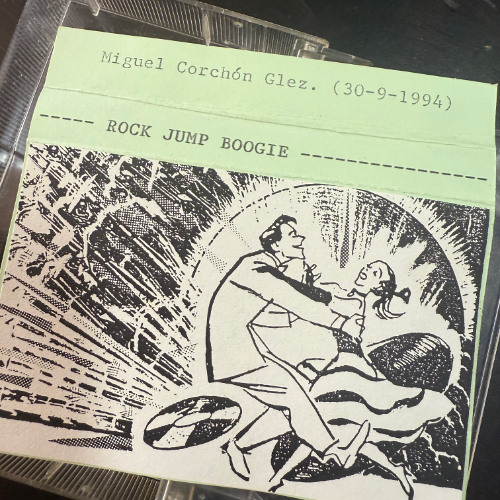 Miguel Corchón Glez. (30-9-1994)
----- ROCK JUMP BOOGIE -----------------